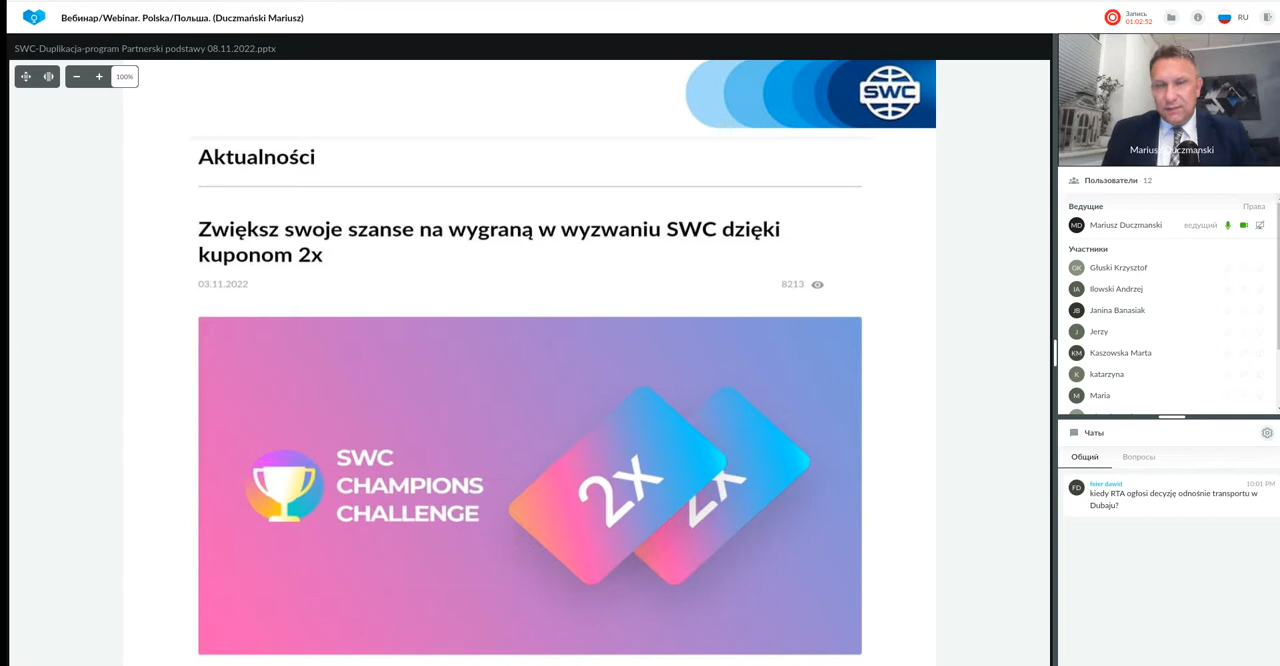 Вебинар/Webinar. Polska/Польша. (Duczmański Mariusz)
Запись
01:02:52
RU
SWC-Duplikacja-program Partnerski podstawy 08.11.2022.pptx
100%
SWC
Aktualności
Zwiększ swoje szanse na wygraną w wyzwaniu SWC dzięki
kuponom 2x
03.11.2022
8213
SWC
CHAMPIONS
CHALLENGE
2x
2x
Mariusz Duczmanski
Пользователи 12
Ведущие
Права
MD Mariusz Duczmanski ведущий
Участники
GK Głuski Krzysztof
IA Ilowski Andrzej
JB Janina Banasiak
J Jerzy
KM Kaszowska Marta
K katarzyna
M Maria
Чаты
Общий
Вопросы
FD feier dawid 10:01 PM
kiedy RTA ogłosi decyzję odnośnie transportu w
Dubaju?